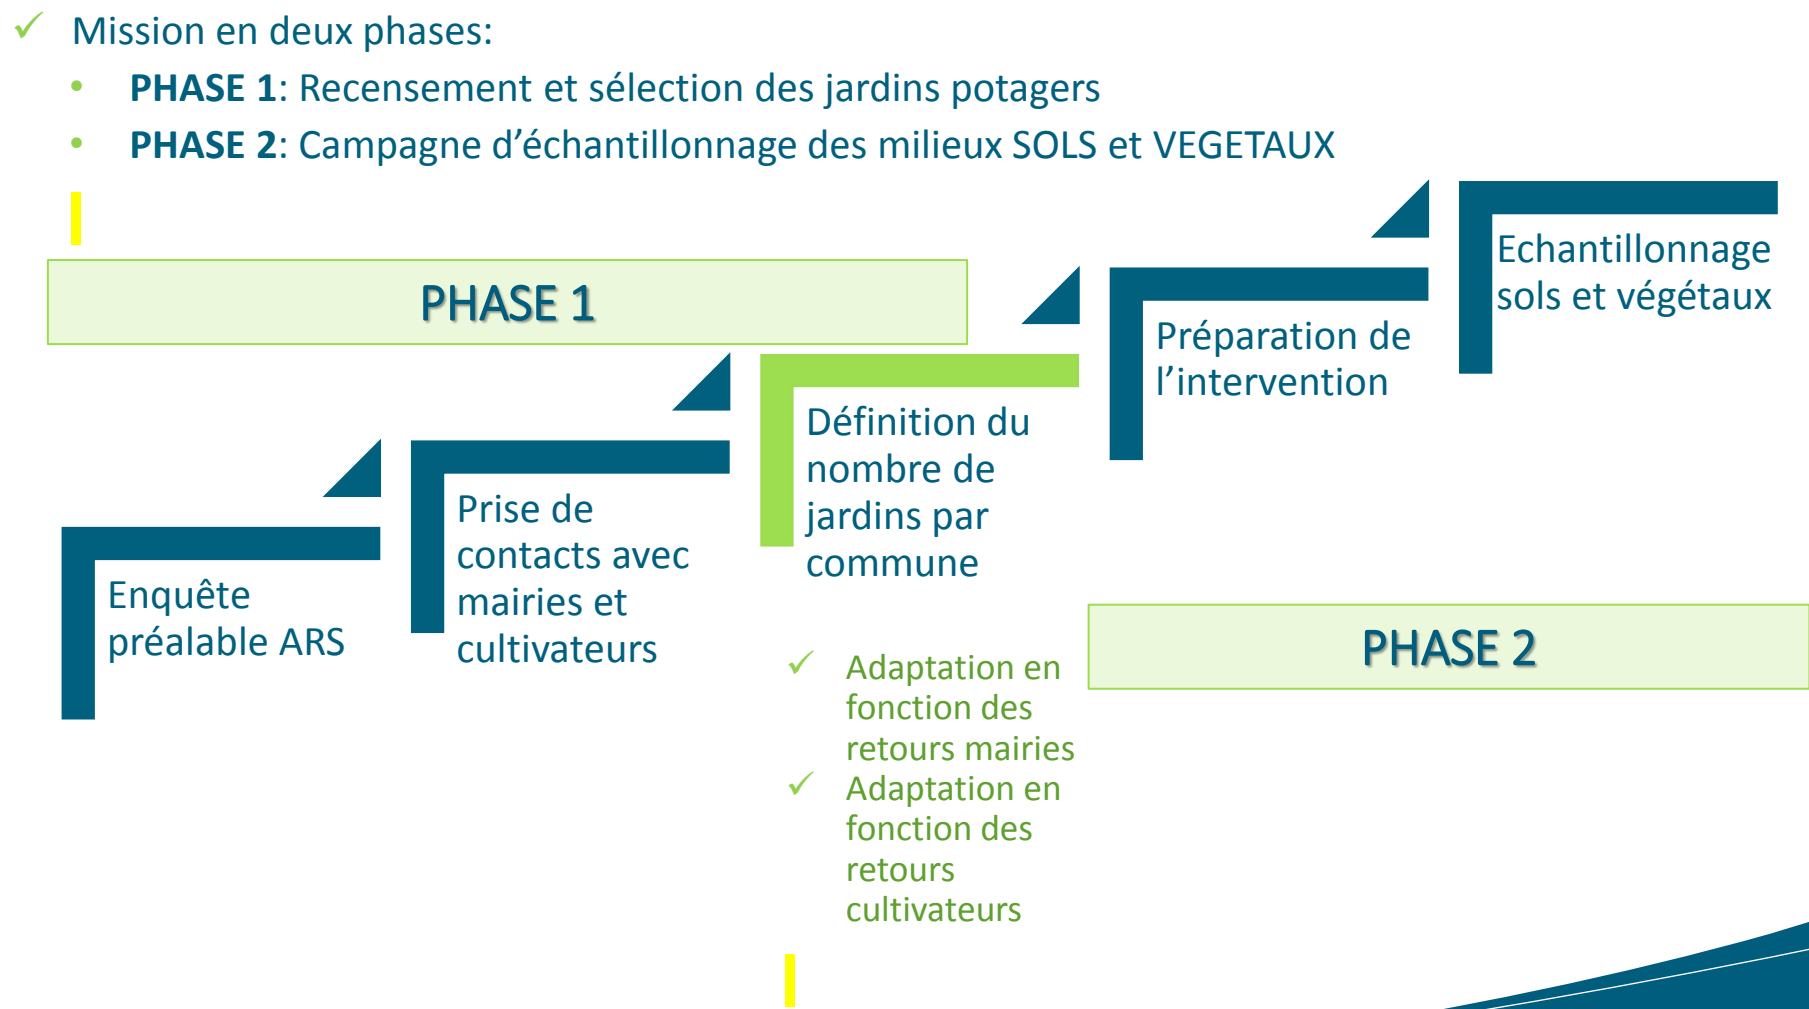 Mission en deux phases:
PHASE 1: Recensement et sélection des jardins potagers
PHASE 2: Campagne d’échantillonnage des milieux SOLS et VEGETAUX
PHASE 1
Enquête
préalable ARS
Prise de
contacts avec
mairies et
cultivateurs
Définition du
nombre de
jardins par
commune
Adaptation en
fonction des
retours mairies
Adaptation en
fonction des
retours
cultivateurs
Préparation de
l’intervention
Echantillonnage
sols et végétaux
PHASE 2